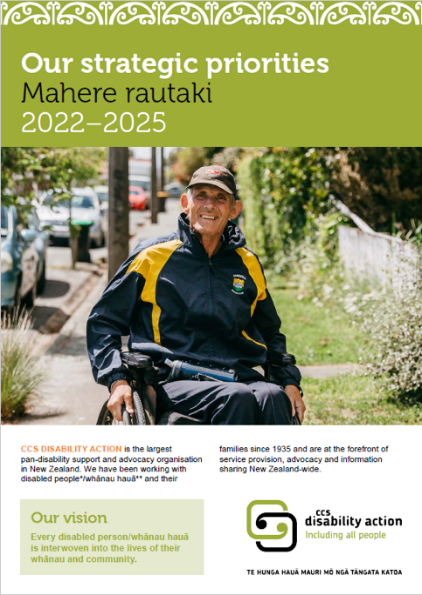 Our strategic priorities
Mahere rautaki
2022–2025
CCS DISABILITY ACTION is the largest
pan-disability support and advocacy organisation
in New Zealand. We have been working with
disabled people*/whānau hauā** and their
families since 1935 and are at the forefront of
service provision, advocacy and information
sharing New Zealand-wide.
Our vision
Every disabled person/whānau hauā
is interwoven into the lives of their
whānau and community.
ccs
disability action
Including all people
TE HUNGA HAUĀ MAURI MŌ NGĀ TĀNGATA KATOA